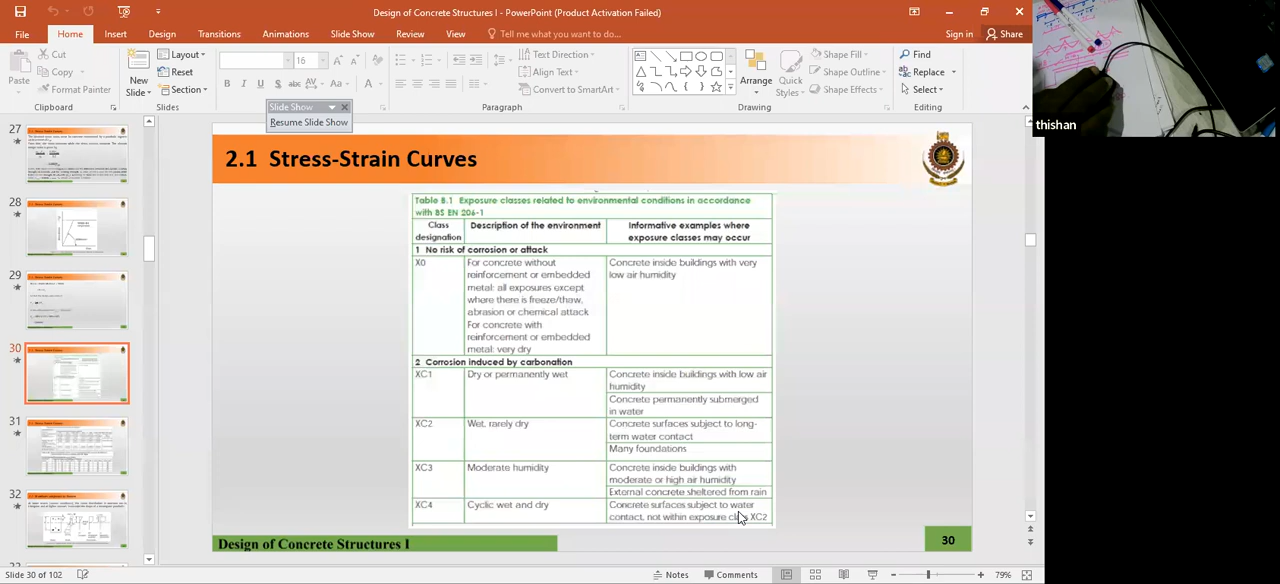 Design of Concrete Structures I - PowerPoint (Product Activation Failed)
File Home Insert Design Transitions Animations Slide Show Review View Tell me what you want to do... Sign in Share
Paste
Cut
Copy
Format Painter
Clipboard
New
Slide
Layout
Reset
Section
Slides
16
Paragraph
Text Direction
Align Text
Convert to SmartArt
Arrange
Quick
Styles
Shape Fill
Shape Outline
Shape Effects
Drawing
Find
Replace
Select
Editing
Slide Show
Resume Slide Show
thishan
27
28
29
30
31
32
2.1 Stress-Strain Curves
Table B.1 Exposure classes related to environmental conditions in accordance
with BS EN 206-1
Class
designation
Description of the environment
Informative examples where
exposure classes may occur
1 No risk of corrosion or attack
X0
For concrete without
reinforcement or embedded
metal: all exposures except
where there is freeze/thaw,
abrasion or chemical attack
For concrete with
reinforcement or embedded
metal: very dry
Concrete inside buildings with very
low air humidity
2 Corrosion induced by carbonation
XC1
Dry or permanently wet
Concrete inside buildings with low air
humidity
Concrete permanently submerged
in water
XC2
Wet, rarely dry
Concrete surfaces subject to long-
term water contact
Many foundations
XC3
Moderate humidity
Concrete inside buildings with
moderate or high air humidity
External concrete sheltered from rain
XC4
Cyclic wet and dry
Concrete surfaces subject to water
contact, not within exposure class XC2
Design of Concrete Structures I
30
Slide 30 of 102
Notes
Comments
79%